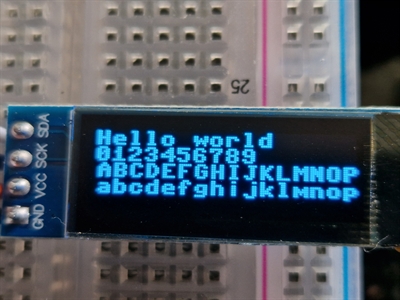 25
SDA
SCK
VCC
GND
Hello world
0123456789
ABCDEFGHIJKLMNOP
abcdefghijklmnop